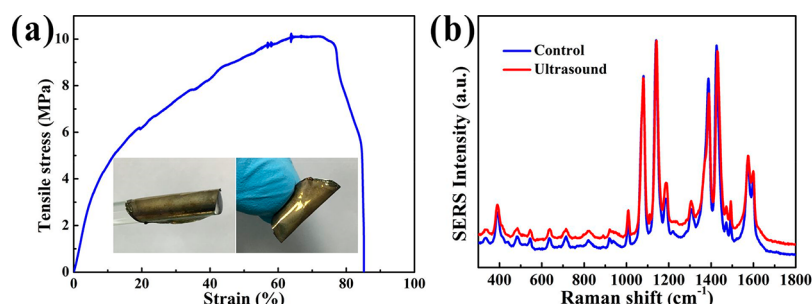 (a)
10
8
6
4
2
0
0 20 40 60 80 100
Tensile stress (MPa)
Strain (%)
(b)
Control
Ultrasound
SERS Intensity (a.u.)
400 600 800 1000 1200 1400 1600 1800
Raman shift (cm⁻¹)